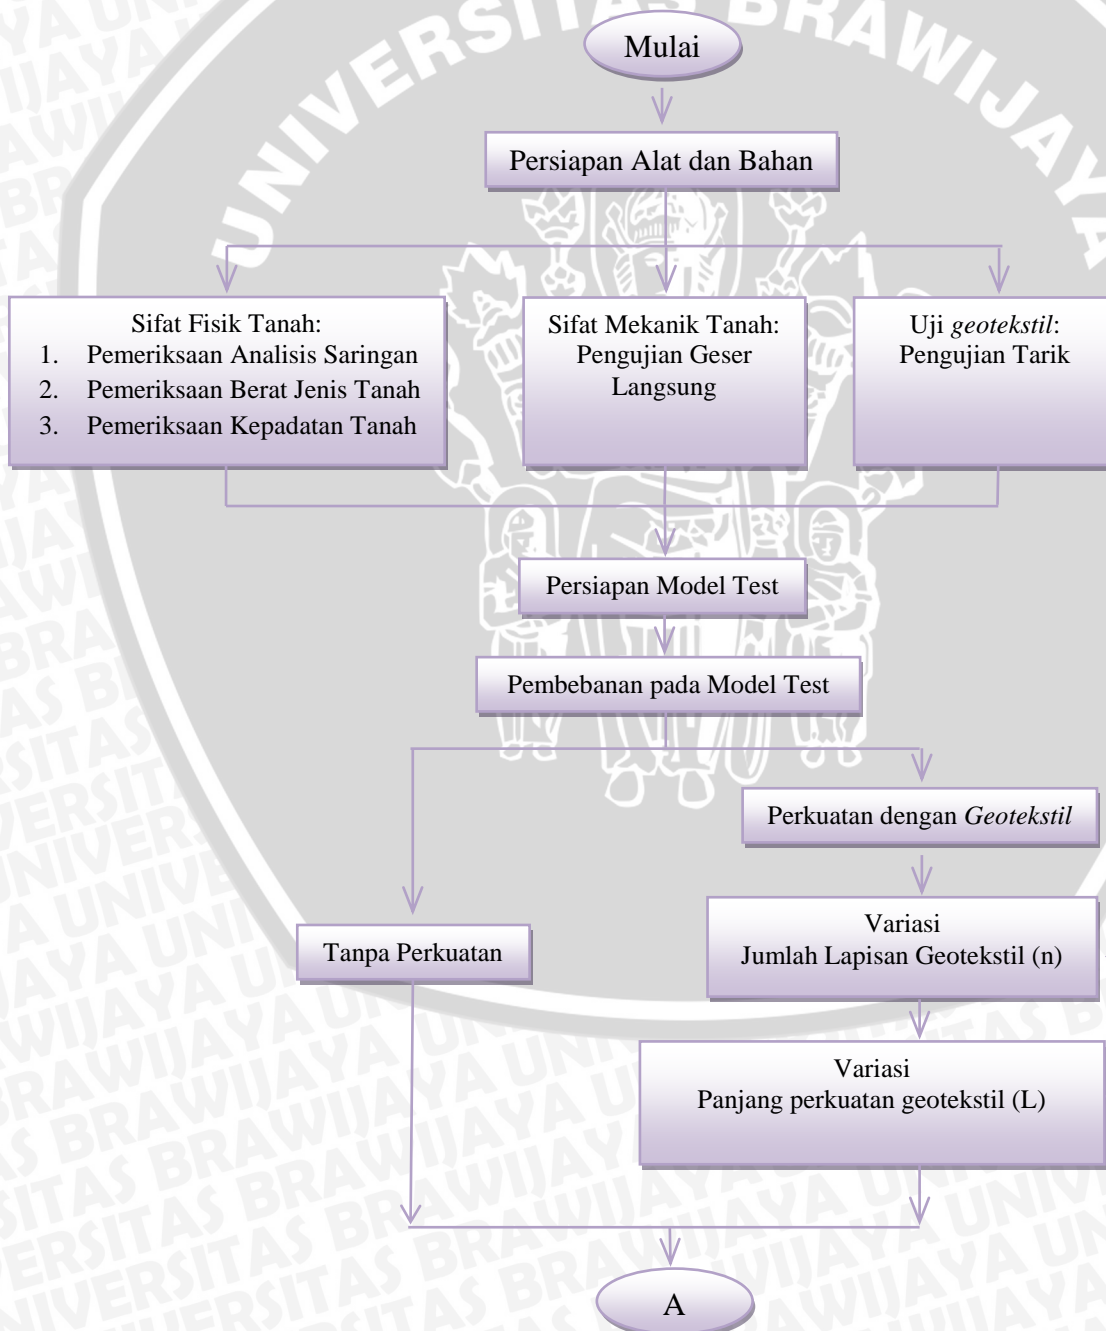 UNIVERSITAS BRAWIJAYA
Mulai
Persiapan Alat dan Bahan
Sifat Fisik Tanah:
1. Pemeriksaan Analisis Saringan
2. Pemeriksaan Berat Jenis Tanah
3. Pemeriksaan Kepadatan Tanah
Sifat Mekanik Tanah:
Pengujian Geser
Langsung
Uji geotekstil:
Pengujian Tarik
Persiapan Model Test
Pembebanan pada Model Test
Perkuatan dengan Geotekstil
Variasi
Jumlah Lapisan Geotekstil (n)
Tanpa Perkuatan
Variasi
Panjang perkuatan geotekstil (L)
A